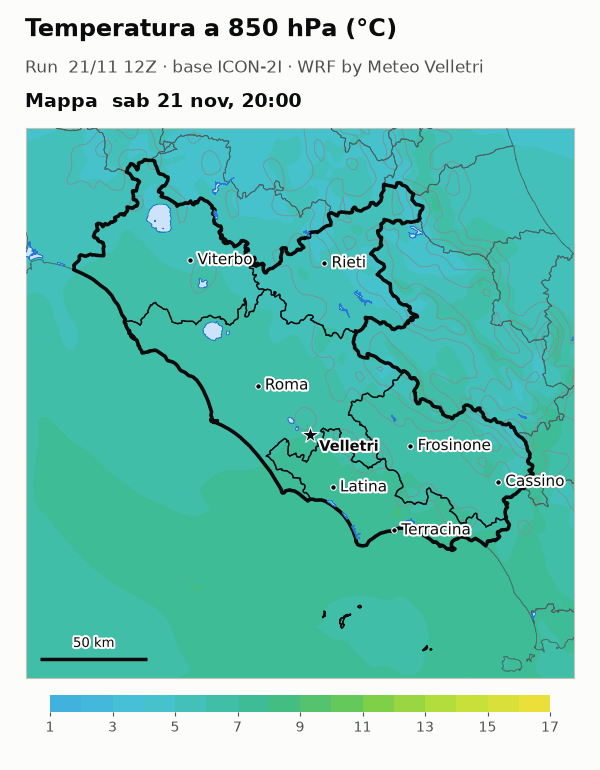 Temperatura a 850 hPa (°C)
Run  21/11 12Z · base ICON-2I · WRF by Meteo Velletri
Mappa  sab 21 nov, 20:00
Viterbo
Rieti
Roma
Velletri
Frosinone
Cassino
Latina
Terracina
50 km
1 3 5 7 9 11 13 15 17